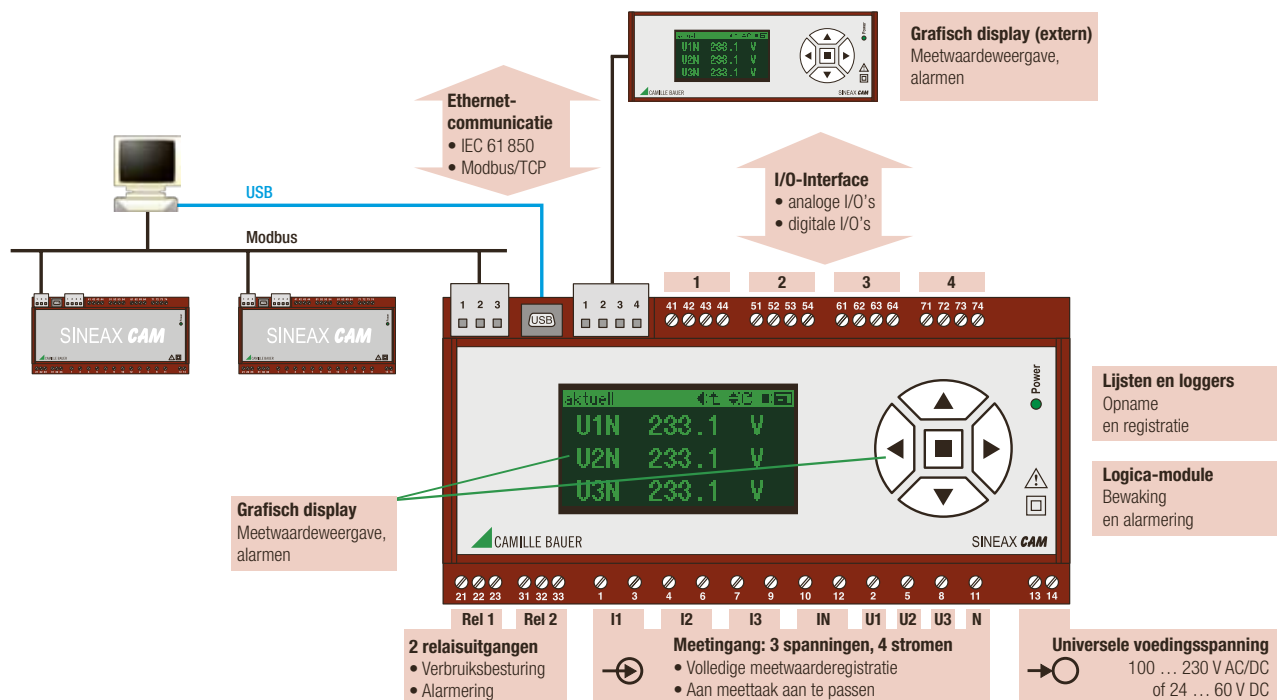 aktuell
U1N 233.1 V
U2N 233.1 V
U3N 233.1 V
Power
CAMILLE BAUER
SINEAX CAM
Grafisch display (extern)
Meetwaardeweergave,
alarmen
Ethernet-
communicatie
• IEC 61 850
• Modbus/TCP
I/O-Interface
• analoge I/O's
• digitale I/O's
USB
Modbus
SINEAX CAM
CAMILLE BAUER
SINEAX CAM
CAMILLE BAUER
1 2 3
USB
1 2 3 4
1 2 3 4
41 42 43 44 51 52 53 54 61 62 63 64 71 72 73 74
aktuell
U1N 233.1 V
U2N 233.1 V
U3N 233.1 V
Power
CAMILLE BAUER
SINEAX CAM
Lijsten en loggers
Opname
en registratie
Logica-module
Bewaking
en alarmering
Grafisch display
Meetwaardeweergave,
alarmen
21 22 23 31 32 33 1 3 4 6 7 9 10 12 2 5 8 11 13 14
Rel 1 Rel 2 I1 I2 I3 IN U1 U2 U3 N
2 relaisuitgangen
• Verbruiksbesturing
• Alarmering
Meetingang: 3 spanningen, 4 stromen
• Volledige meetwaarderegistratie
• Aan meettaak aan te passen
Universele voedingsspanning
100 … 230 V AC/DC
of 24 … 60 V DC